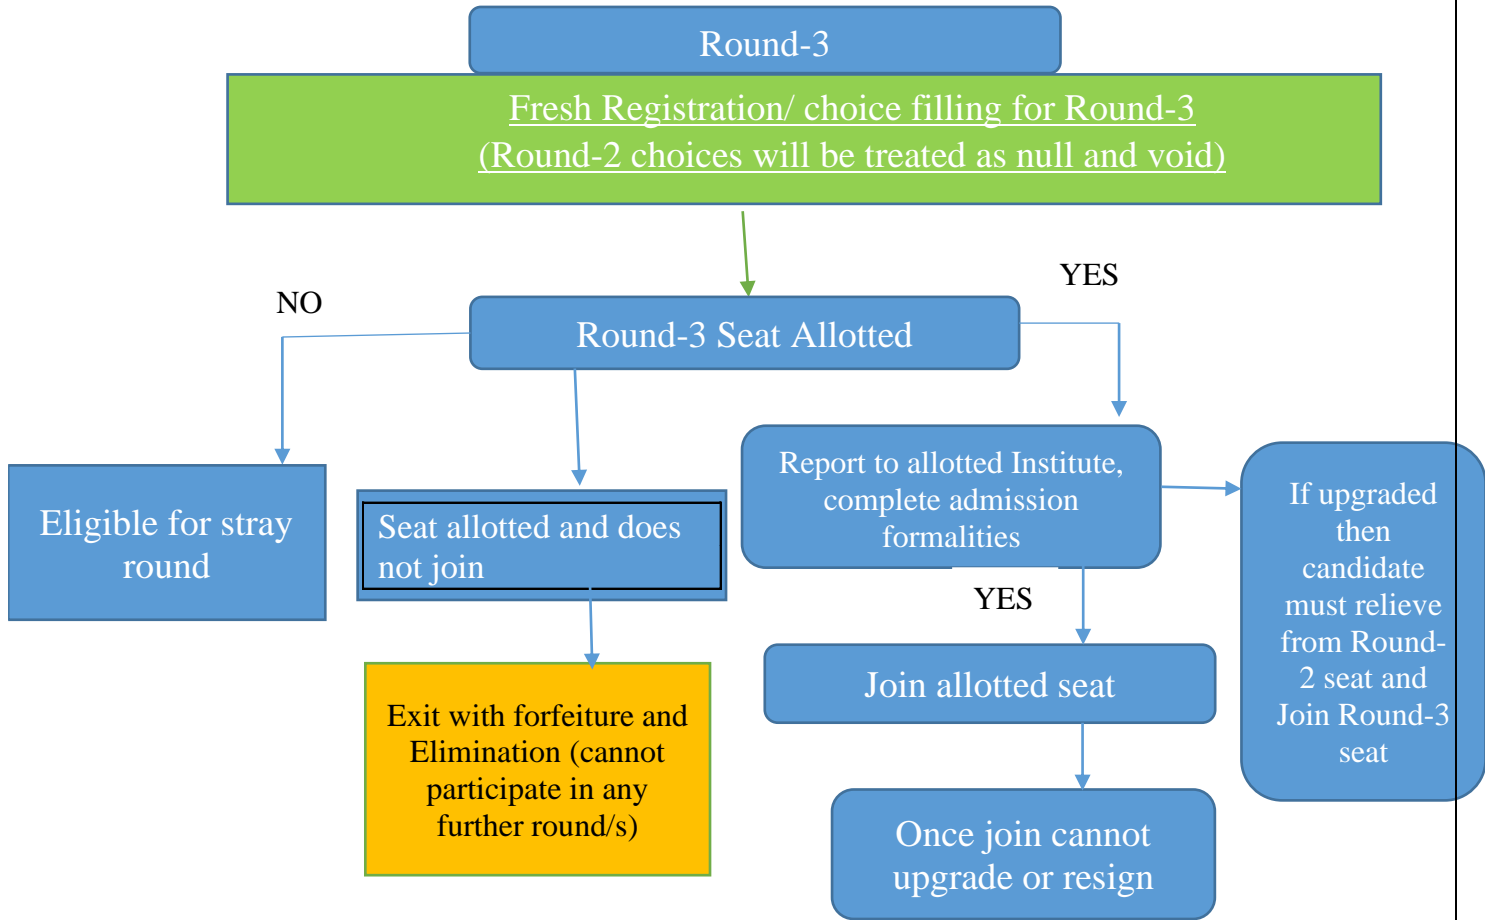 Round-3
Fresh Registration/ choice filling for Round-3
(Round-2 choices will be treated as null and void)
NO
YES
Round-3 Seat Allotted
Eligible for stray
round
Seat allotted and does
not join
Report to allotted Institute,
complete admission
formalities
If upgraded
then
candidate
must relieve
from Round-
2 seat and
Join Round-3
seat
YES
Join allotted seat
Exit with forfeiture and
Elimination (cannot
participate in any
further round/s)
Once join cannot
upgrade or resign